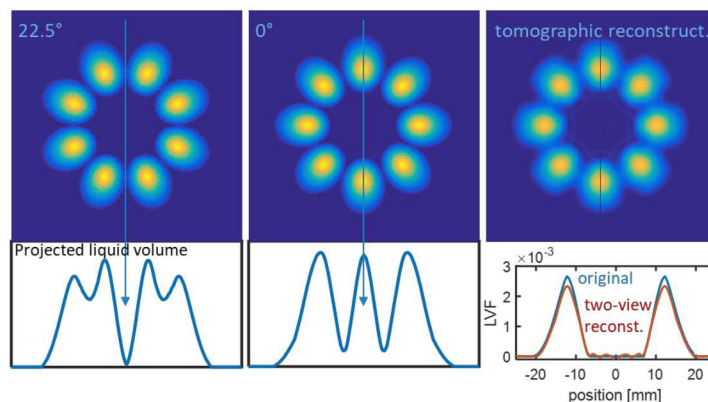 22.5°
0°
tomographic reconstruct.
Projected liquid volume
×10⁻³
3
2
1
0
LVF
original
two-view
reconst.
-20
-10
0
10
20
position [mm]